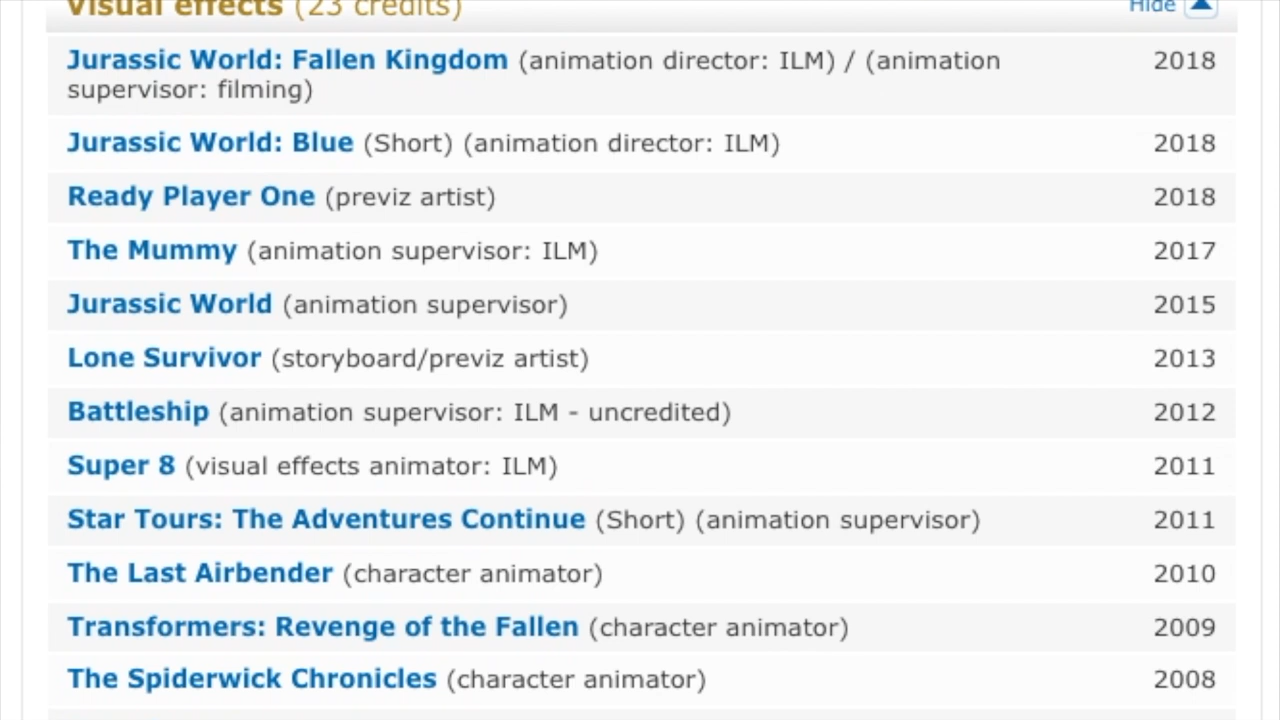 Visual effects (23 credits)
Hide
Jurassic World: Fallen Kingdom (animation director: ILM) / (animation
supervisor: filming)
2018
Jurassic World: Blue (Short) (animation director: ILM)
2018
Ready Player One (previz artist)
2018
The Mummy (animation supervisor: ILM)
2017
Jurassic World (animation supervisor)
2015
Lone Survivor (storyboard/previz artist)
2013
Battleship (animation supervisor: ILM - uncredited)
2012
Super 8 (visual effects animator: ILM)
2011
Star Tours: The Adventures Continue (Short) (animation supervisor)
2011
The Last Airbender (character animator)
2010
Transformers: Revenge of the Fallen (character animator)
2009
The Spiderwick Chronicles (character animator)
2008